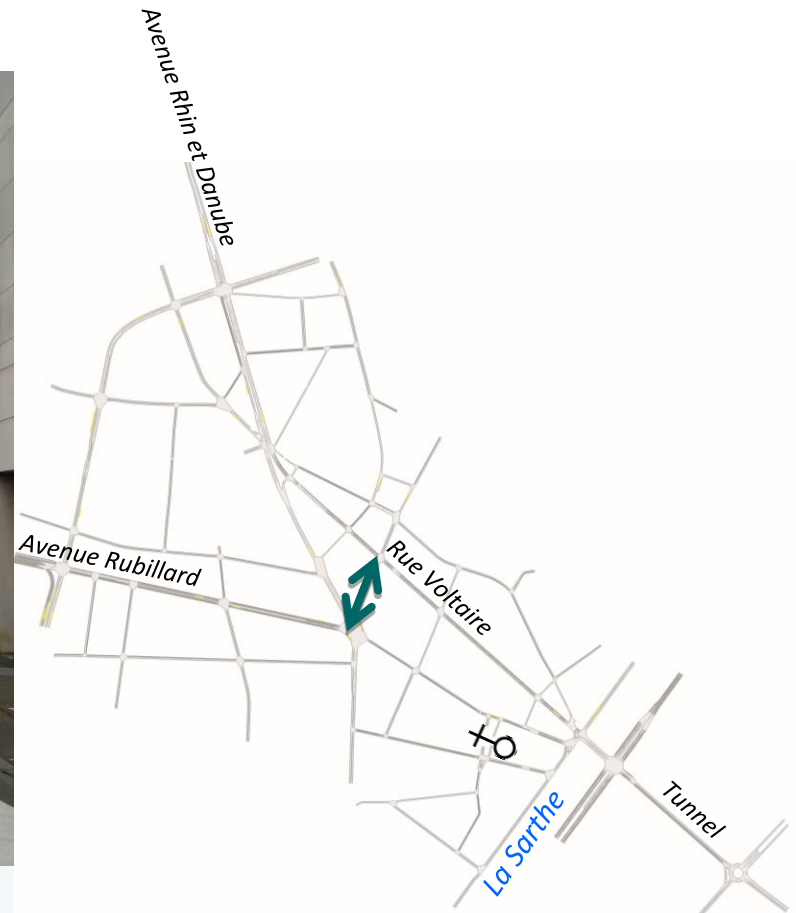 Avenue Rhin et Danube
Avenue Rubillard
Rue Voltaire
La Sarthe
Tunnel